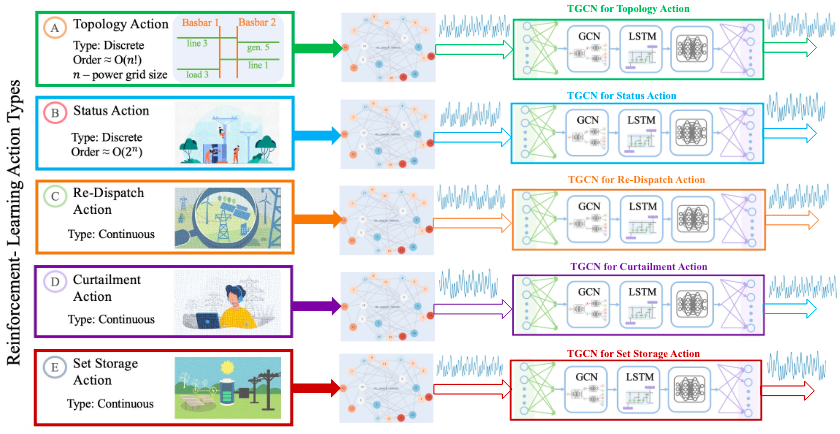 Reinforcement- Learning Action Types
A
Topology Action
Type: Discrete
Order ≈ O(n!)
n – power grid size
Basbar 1
Basbar 2
line 3
gen. 5
line 1
load 3
TGCN for Topology Action
GCN
LSTM
B
Status Action
Type: Discrete
Order ≈ O(2ⁿ)
TGCN for Status Action
GCN
LSTM
C
Re-Dispatch
Action
Type: Continuous
TGCN for Re-Dispatch Action
GCN
LSTM
D
Curtailment
Action
Type: Continuous
TGCN for Curtailment Action
GCN
LSTM
E
Set Storage
Action
Type: Continuous
TGCN for Set Storage Action
GCN
LSTM